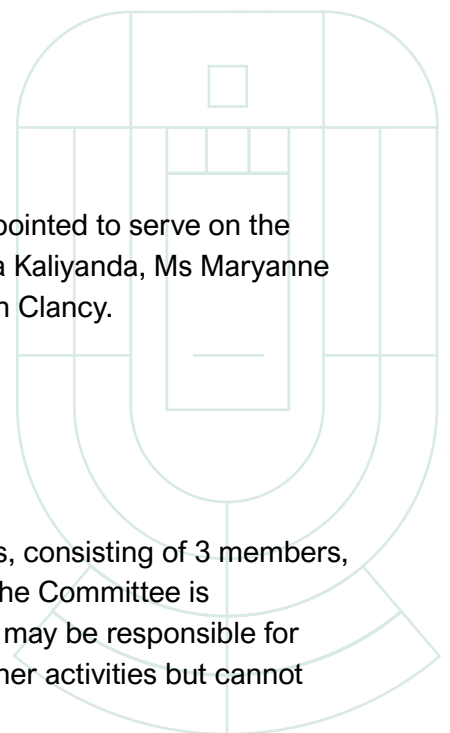 pointed to serve on the
a Kaliyanda, Ms Maryanne
n Clancy.
s, consisting of 3 members,
he Committee is
may be responsible for
her activities but cannot